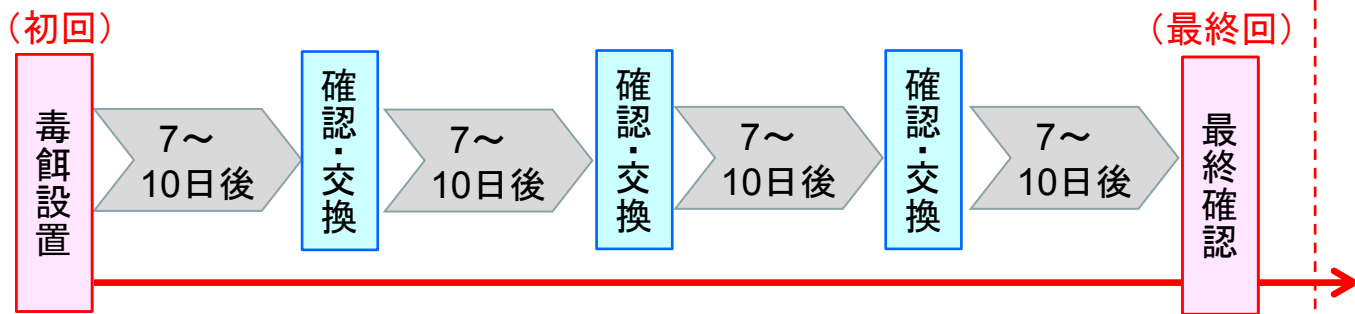 （初回）
毒餌設置
7～
10日後
確認・交換
7～
10日後
確認・交換
7～
10日後
確認・交換
7～
10日後
（最終回）
最終確認